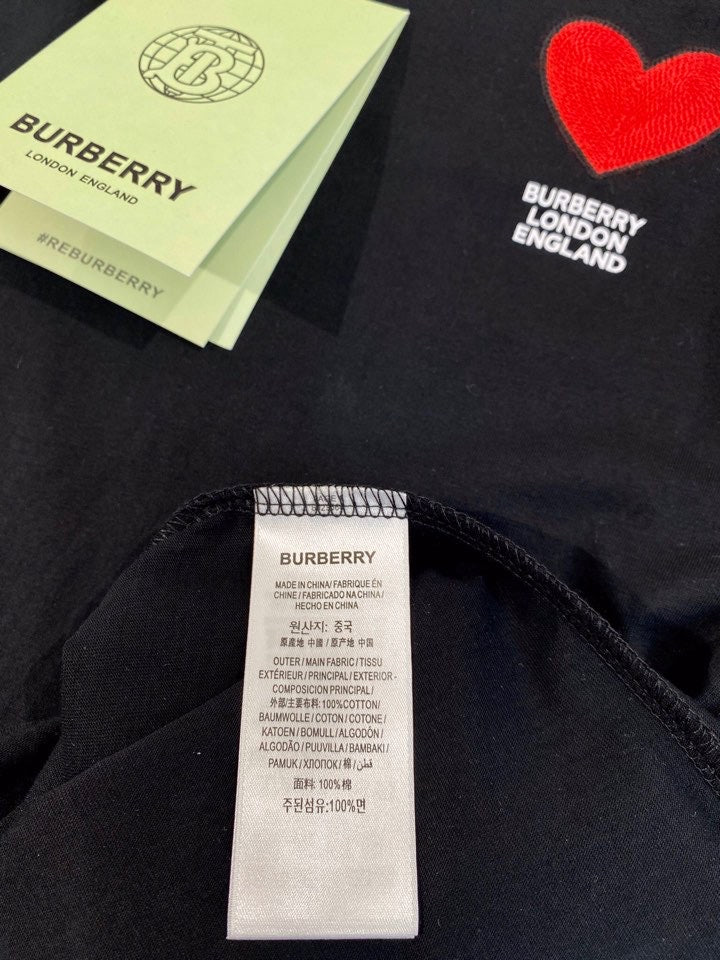 BURBERRY
LONDON ENGLAND
#REBURBERRY
BURBERRY
LONDON
ENGLAND
BURBERRY
MADE IN CHINA/ FABRIQUE ÉN
CHINE / FABRICADO NA CHINA /
HECHO EN CHINA
원산지: 중국
原產地 中國 / 原产地 中国
OUTER / MAIN FABRIC / TISSU
EXTÉRIEUR / PRINCIPAL / EXTERIOR -
COMPOSICION PRINCIPAL /
外部/主要布料: 100%COTTON/
BAUMWOLLE / COTON / COTONE /
KATOEN / BOMULL / ALGODÔN /
ALGODÃO / PUUVILLA / BAMBAKI /
PAMUK / ХЛОПОК / 棉 / قطن/
面料: 100% 棉
주된섬유:100%면